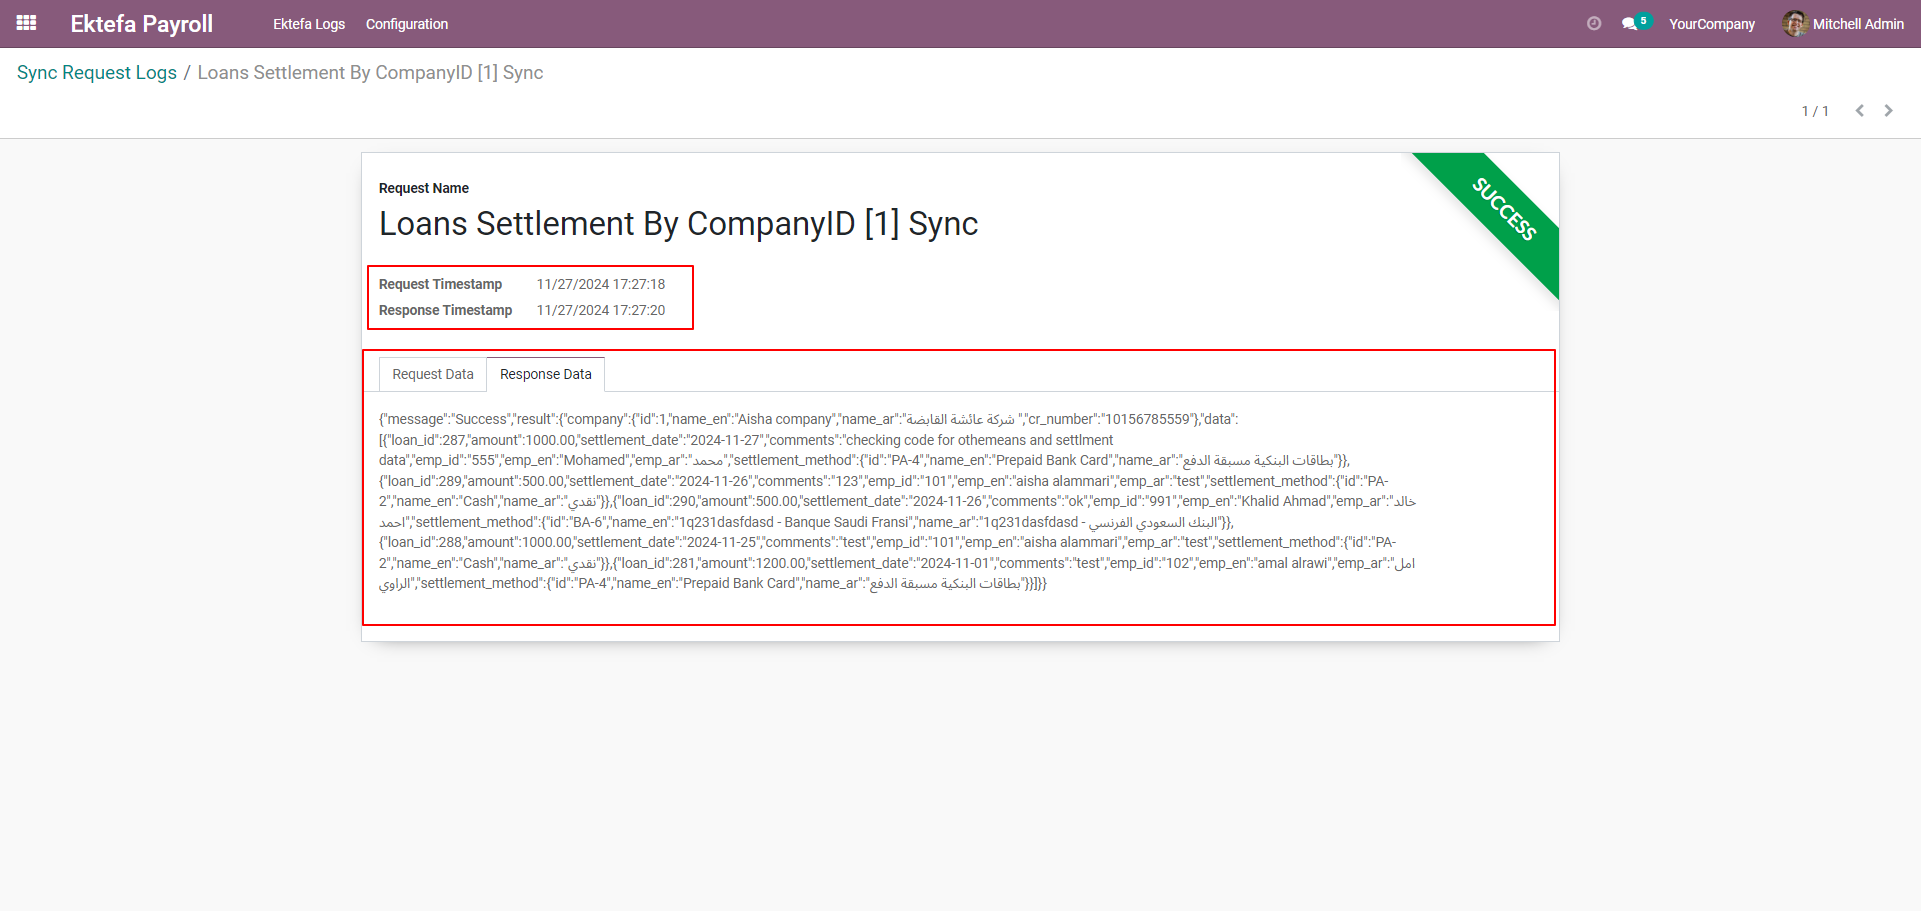 Ektefa Payroll Ektefa Logs Configuration 5 YourCompany Mitchell Admin
Sync Request Logs / Loans Settlement By CompanyID [1] Sync
1 / 1
SUCCESS
Request Name
Loans Settlement By CompanyID [1] Sync
Request Timestamp 11/27/2024 17:27:18
Response Timestamp 11/27/2024 17:27:20
Request Data Response Data
{"message":"Success","result":{"company":{"id":1,"name_en":"Aisha company","name_ar":"شركة عائشة القابضة ","cr_number":"10156785559"},"data":
[{"loan_id":287,"amount":1000.00,"settlement_date":"2024-11-27","comments":"checking code for othemeans and settlment
data","emp_id":"555","emp_en":"Mohamed","emp_ar":"محمد","settlement_method":{"id":"PA-4","name_en":"Prepaid Bank Card","name_ar":"بطاقات البنكية مسبقة الدفع"}},
{"loan_id":289,"amount":500.00,"settlement_date":"2024-11-26","comments":"123","emp_id":"101","emp_en":"aisha alammari","emp_ar":"test","settlement_method":{"id":"PA-
2","name_en":"Cash","name_ar":"نقدي"}},{"loan_id":290,"amount":500.00,"settlement_date":"2024-11-26","comments":"ok","emp_id":"991","emp_en":"Khalid Ahmad","emp_ar":"خالد
احمد","settlement_method":{"id":"BA-6","name_en":"1q231dasfdasd - Banque Saudi Fransi","name_ar":"1q231dasfdasd - البنك السعودي الفرنسي"}},
{"loan_id":288,"amount":1000.00,"settlement_date":"2024-11-25","comments":"test","emp_id":"101","emp_en":"aisha alammari","emp_ar":"test","settlement_method":{"id":"PA-
2","name_en":"Cash","name_ar":"نقدي"}},{"loan_id":281,"amount":1200.00,"settlement_date":"2024-11-01","comments":"test","emp_id":"102","emp_en":"amal alrawi","emp_ar":"امل
الراوي","settlement_method":{"id":"PA-4","name_en":"Prepaid Bank Card","name_ar":"بطاقات البنكية مسبقة الدفع"}}]}}